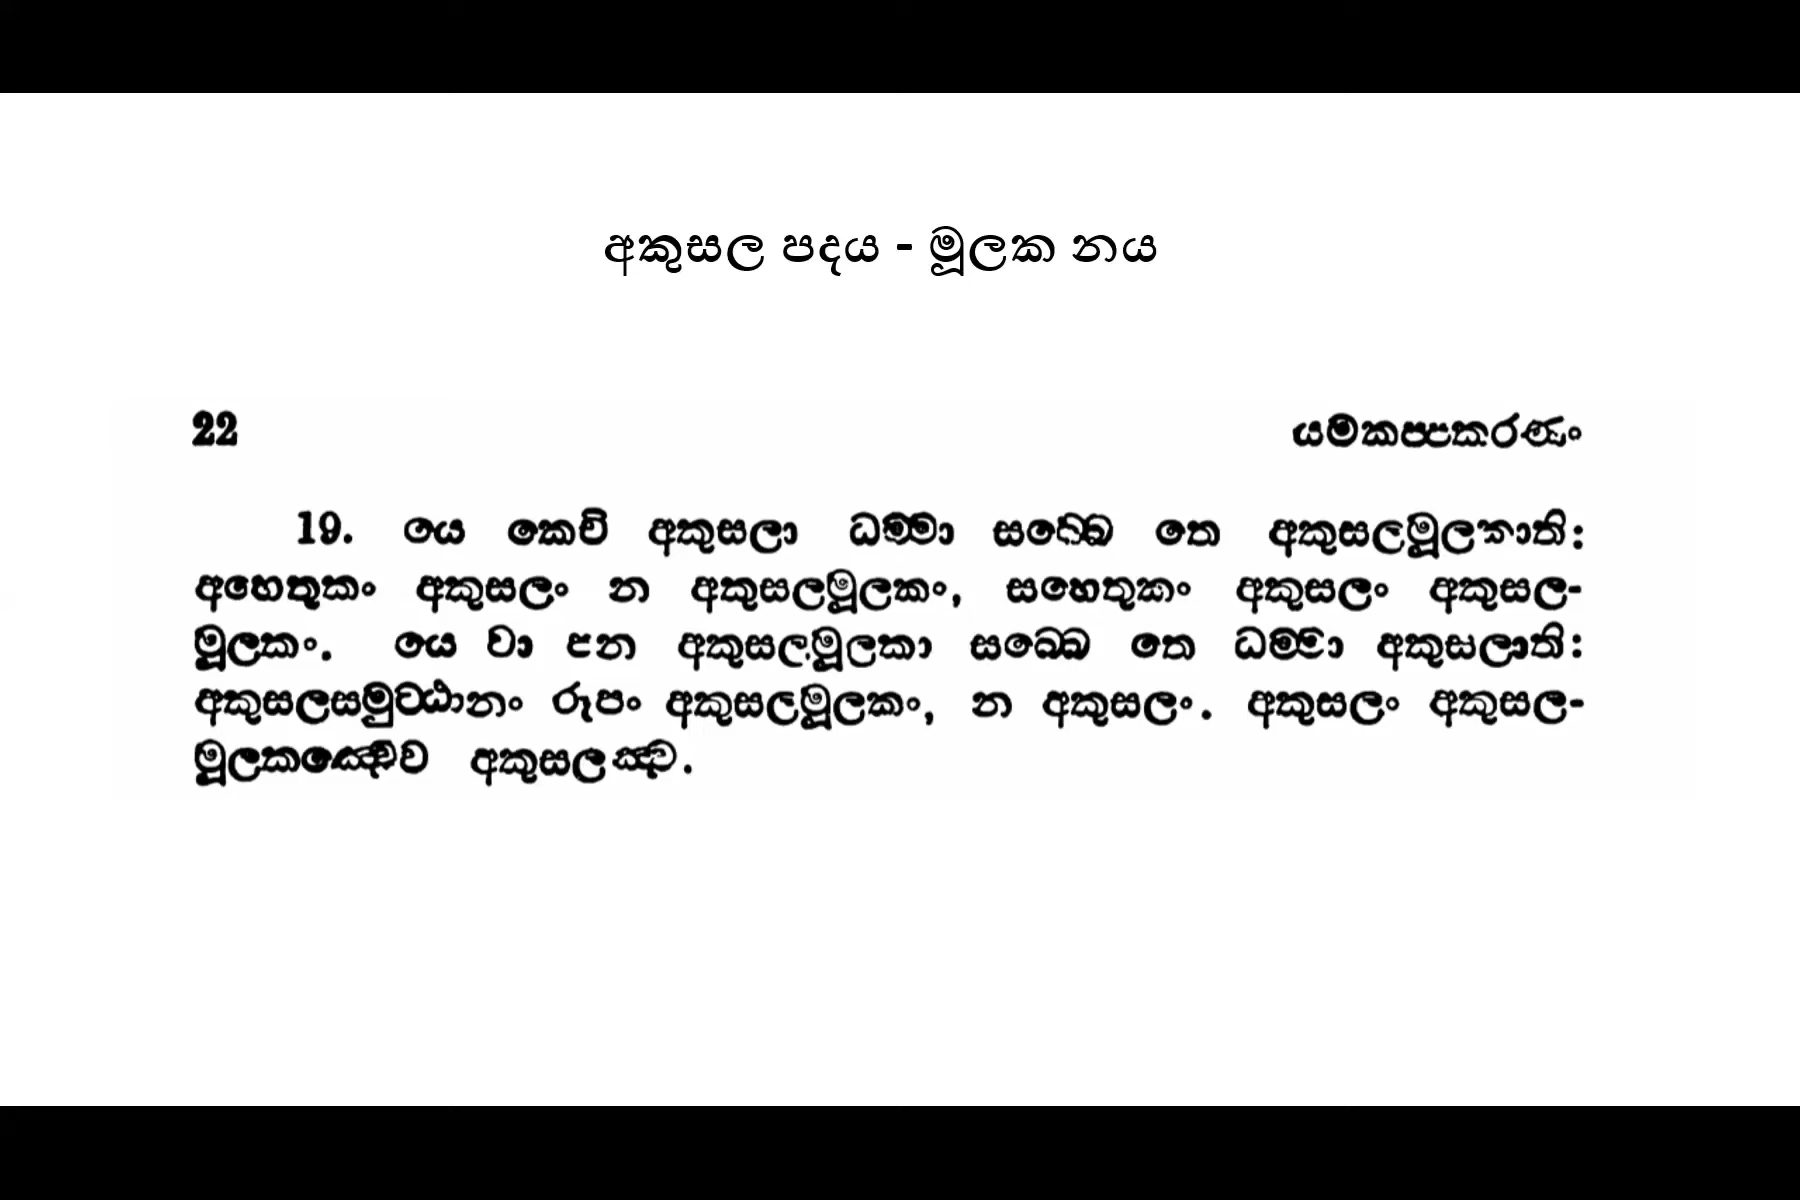 අකුසල පදය - මූලක නය
22 යමකප්පකරණං
19. යෙ කෙචි අකුසලා ධම්මා සබ්බෙ තෙ අකුසලමූලකාති:
අහෙතුකං අකුසලං න අකුසලමූලකං, සහෙතුකං අකුසලං අකුසල-
මූලකං. යෙ වා පන අකුසලමූලකා සබ්බෙ තෙ ධම්මා අකුසලාති:
අකුසලසමුට්ඨානං රූපං අකුසලමූලකං, න අකුසලං. අකුසලං අකුසල-
මූලකඤ්චෙව අකුසලඤ්ච.